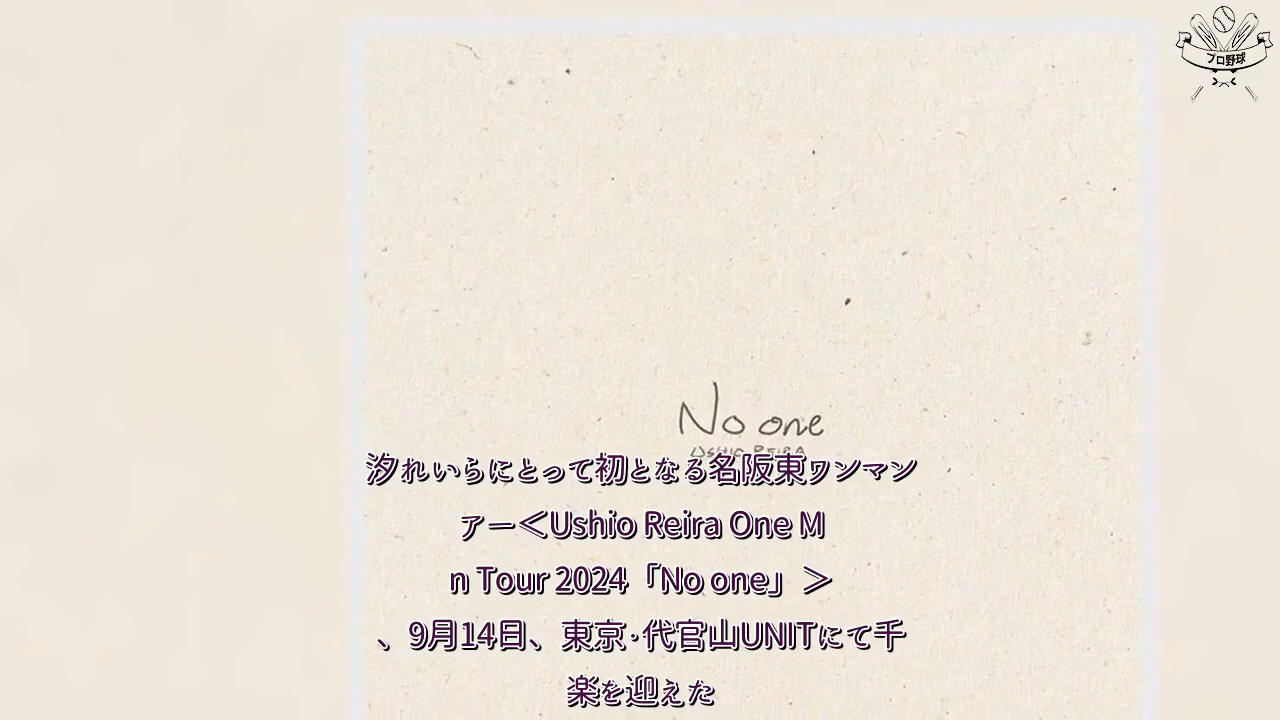 プロ野球
No one
USHIO REIRA
汐れいらにとって初となる名阪東ワンマン
ァー＜Ushio Reira One M
n Tour 2024「No one」＞
、9月14日、東京·代官山UNITにて千
楽を迎えた